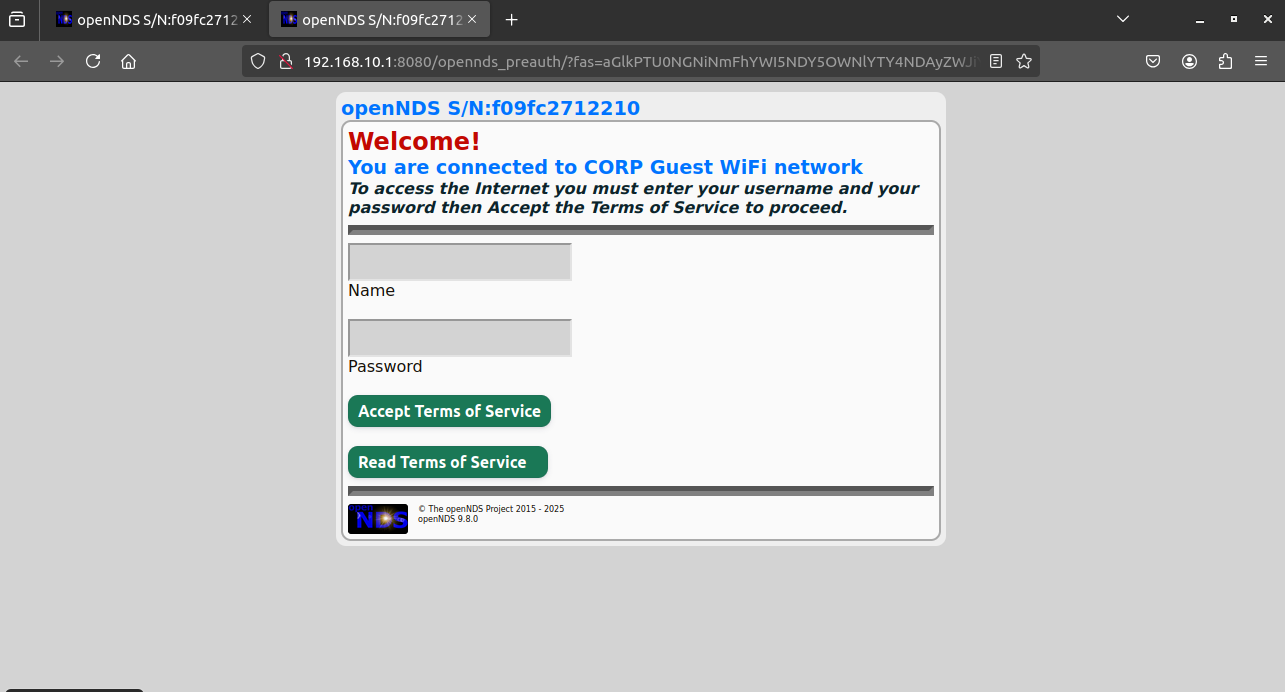 openNDS S/N:f09fc2712
openNDS S/N:f09fc2712
192.168.10.1:8080/opennds_preauth/?fas=aGlkPTU0NGNiNmFhYWI5NDY5OWNlYTY4NDAyZWJi
openNDS S/N:f09fc2712210
Welcome!
You are connected to CORP Guest WiFi network
To access the Internet you must enter your username and your
password then Accept the Terms of Service to proceed.
Name
Password
Accept Terms of Service
Read Terms of Service
open
NDS
© The openNDS Project 2015 - 2025
openNDS 9.8.0